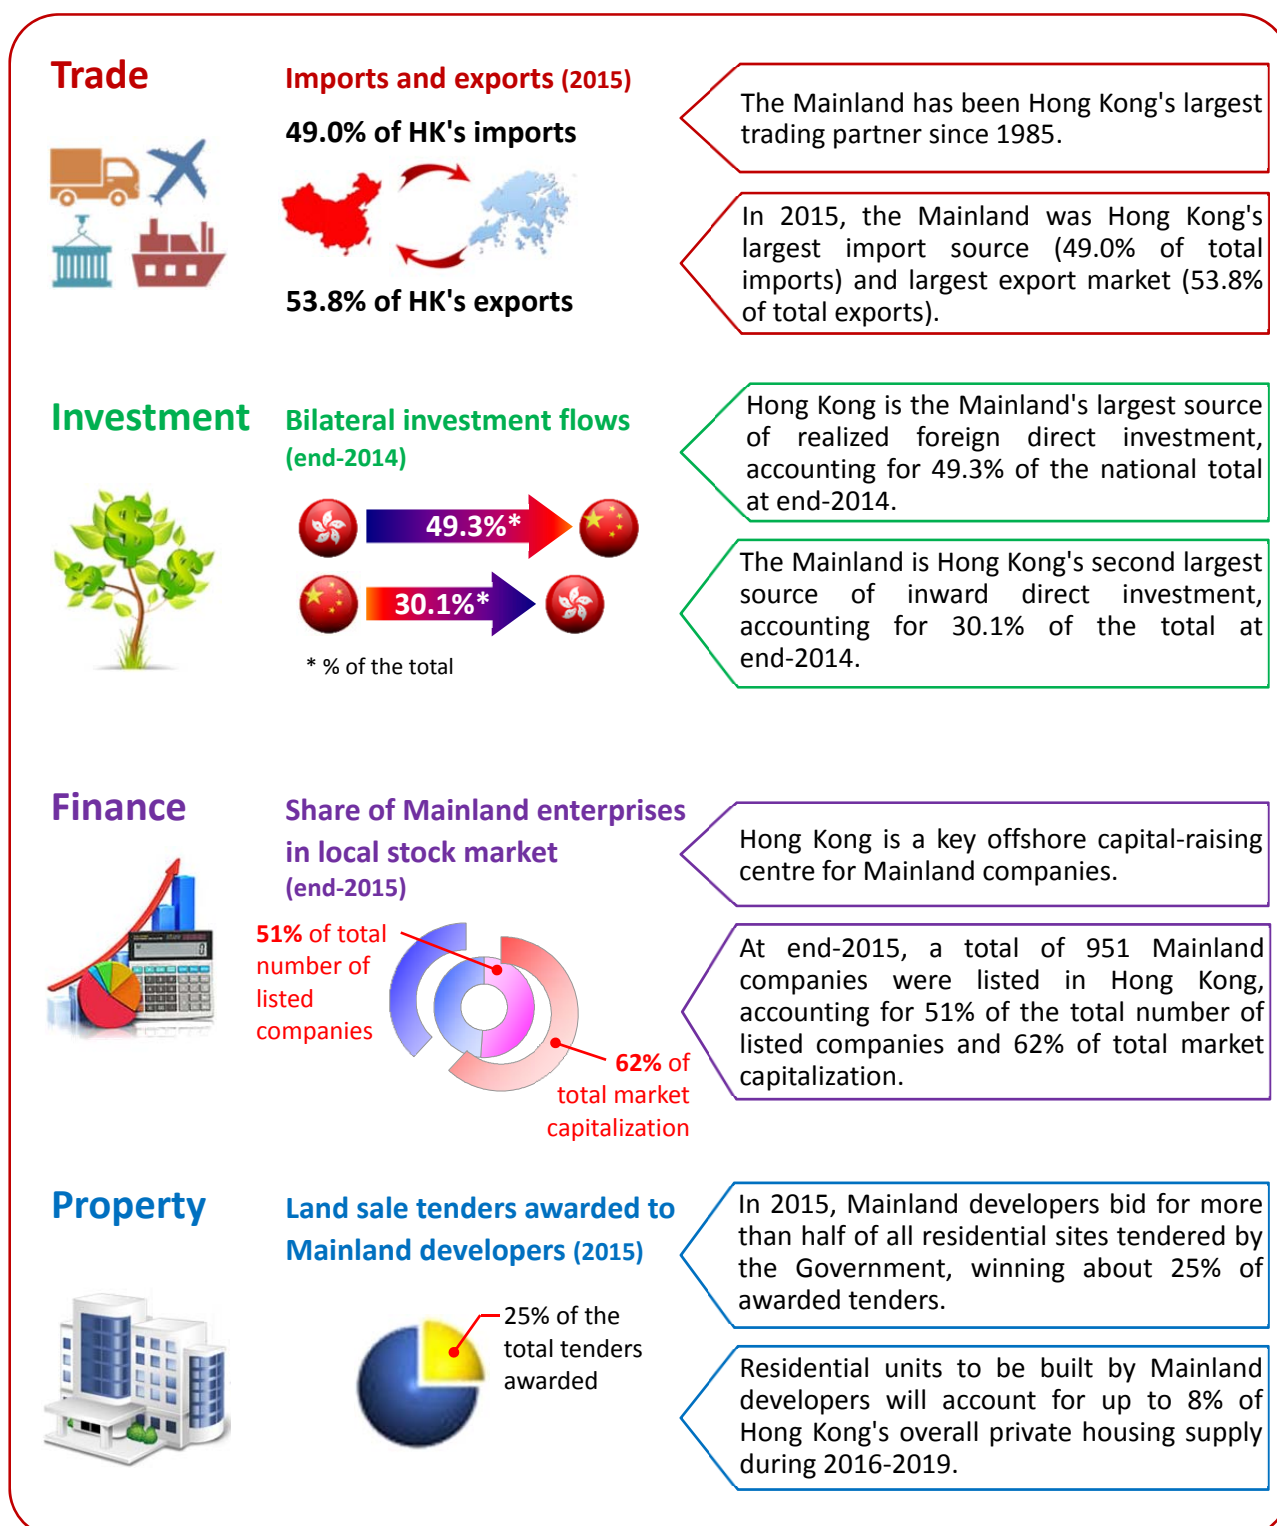 Trade
Imports and exports (2015)
49.0% of HK's imports
53.8% of HK's exports
The Mainland has been Hong Kong's largest
trading partner since 1985.
In 2015, the Mainland was Hong Kong's
largest import source (49.0% of total
imports) and largest export market (53.8%
of total exports).
Investment
Bilateral investment flows
(end-2014)
49.3%*
30.1%*
* % of the total
Hong Kong is the Mainland's largest source
of realized foreign direct investment,
accounting for 49.3% of the national total
at end-2014.
The Mainland is Hong Kong's second largest
source of inward direct investment,
accounting for 30.1% of the total at
end-2014.
Finance
Share of Mainland enterprises
in local stock market
(end-2015)
51% of total
number of
listed
companies
62% of
total market
capitalization
Hong Kong is a key offshore capital-raising
centre for Mainland companies.
At end-2015, a total of 951 Mainland
companies were listed in Hong Kong,
accounting for 51% of the total number of
listed companies and 62% of total market
capitalization.
Property
Land sale tenders awarded to
Mainland developers (2015)
25% of the
total tenders
awarded
In 2015, Mainland developers bid for more
than half of all residential sites tendered by
the Government, winning about 25% of
awarded tenders.
Residential units to be built by Mainland
developers will account for up to 8% of
Hong Kong's overall private housing supply
during 2016-2019.